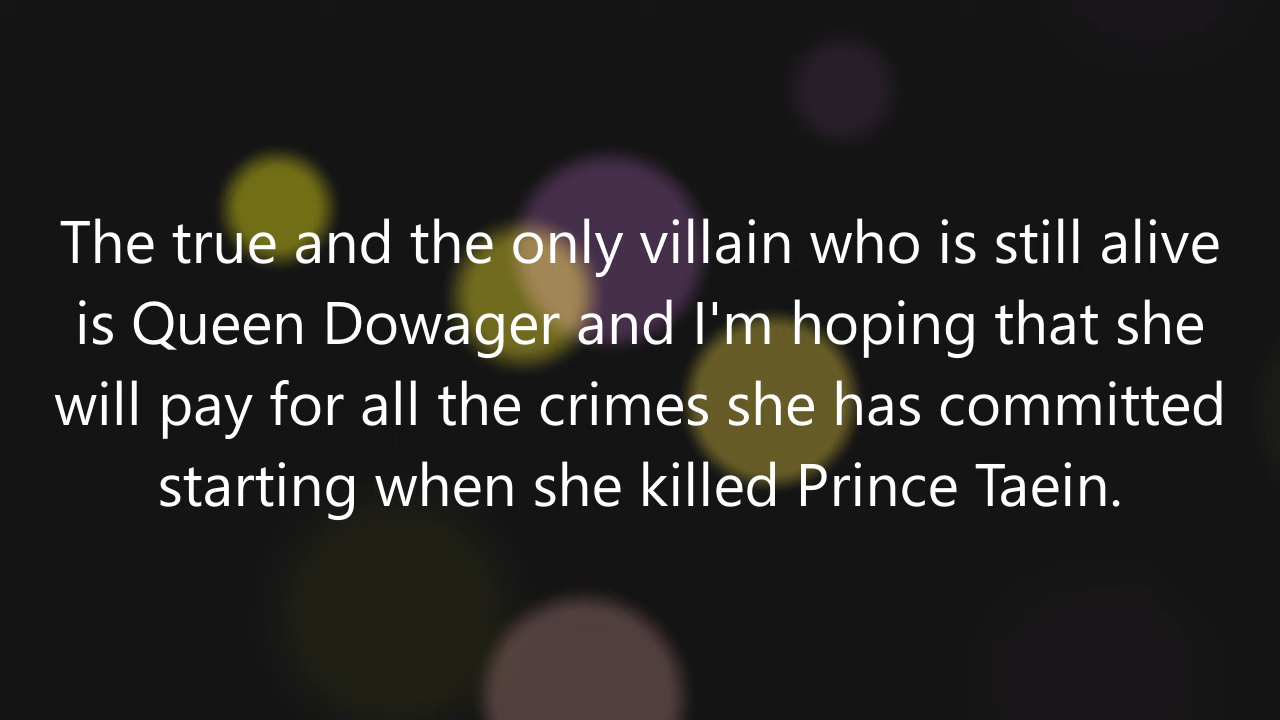 The true and the only villain who is still alive
is Queen Dowager and I'm hoping that she
will pay for all the crimes she has committed
starting when she killed Prince Taein.